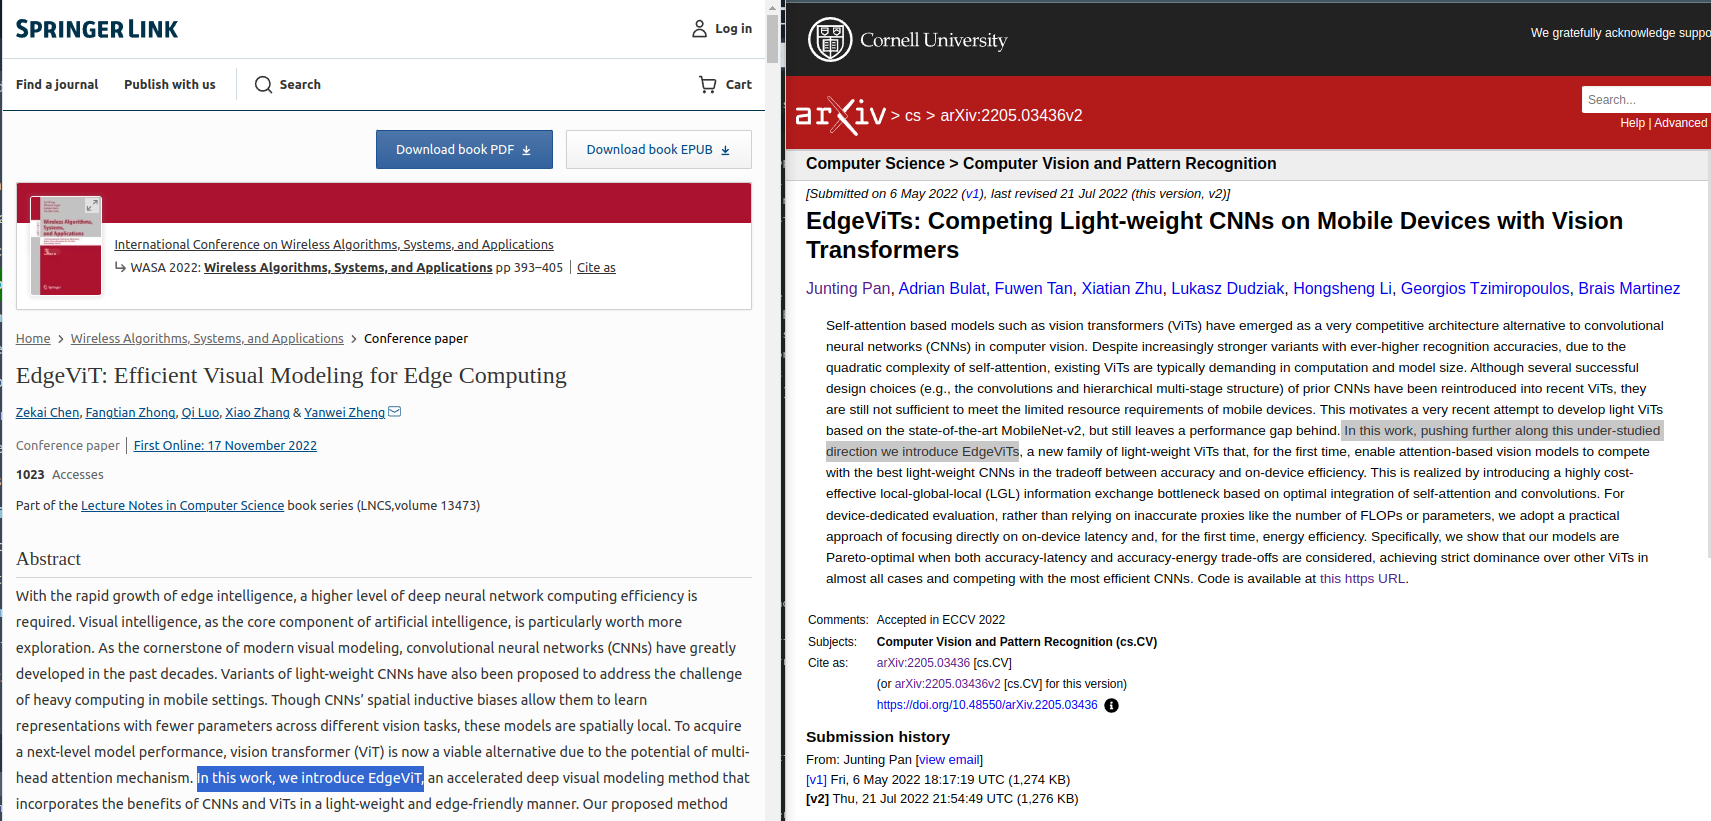 SPRINGER LINK
Log in
Find a journal
Publish with us
Search
Cart
Download book PDF
Download book EPUB
International Conference on Wireless Algorithms, Systems, and Applications
WASA 2022: Wireless Algorithms, Systems, and Applications pp 393–405 | Cite as
Home > Wireless Algorithms, Systems, and Applications > Conference paper
EdgeViT: Efficient Visual Modeling for Edge Computing
Zekai Chen, Fangtian Zhong, Qi Luo, Xiao Zhang & Yanwei Zheng
Conference paper | First Online: 17 November 2022
1023 Accesses
Part of the Lecture Notes in Computer Science book series (LNCS,volume 13473)
Abstract
With the rapid growth of edge intelligence, a higher level of deep neural network computing efficiency is
required. Visual intelligence, as the core component of artificial intelligence, is particularly worth more
exploration. As the cornerstone of modern visual modeling, convolutional neural networks (CNNs) have greatly
developed in the past decades. Variants of light-weight CNNs have also been proposed to address the challenge
of heavy computing in mobile settings. Though CNNs’ spatial inductive biases allow them to learn
representations with fewer parameters across different vision tasks, these models are spatially local. To acquire
a next-level model performance, vision transformer (ViT) is now a viable alternative due to the potential of multi-
head attention mechanism. In this work, we introduce EdgeViT, an accelerated deep visual modeling method that
incorporates the benefits of CNNs and ViTs in a light-weight and edge-friendly manner. Our proposed method
Cornell University
We gratefully acknowledge suppo
arXiv > cs > arXiv:2205.03436v2
Search...
Help | Advanced
Computer Science > Computer Vision and Pattern Recognition
[Submitted on 6 May 2022 (v1), last revised 21 Jul 2022 (this version, v2)]
EdgeViTs: Competing Light-weight CNNs on Mobile Devices with Vision
Transformers
Junting Pan, Adrian Bulat, Fuwen Tan, Xiatian Zhu, Lukasz Dudziak, Hongsheng Li, Georgios Tzimiropoulos, Brais Martinez
Self-attention based models such as vision transformers (ViTs) have emerged as a very competitive architecture alternative to convolutional
neural networks (CNNs) in computer vision. Despite increasingly stronger variants with ever-higher recognition accuracies, due to the
quadratic complexity of self-attention, existing ViTs are typically demanding in computation and model size. Although several successful
design choices (e.g., the convolutions and hierarchical multi-stage structure) of prior CNNs have been reintroduced into recent ViTs, they
are still not sufficient to meet the limited resource requirements of mobile devices. This motivates a very recent attempt to develop light ViTs
based on the state-of-the-art MobileNet-v2, but still leaves a performance gap behind. In this work, pushing further along this under-studied
direction we introduce EdgeViTs, a new family of light-weight ViTs that, for the first time, enable attention-based vision models to compete
with the best light-weight CNNs in the tradeoff between accuracy and on-device efficiency. This is realized by introducing a highly cost-
effective local-global-local (LGL) information exchange bottleneck based on optimal integration of self-attention and convolutions. For
device-dedicated evaluation, rather than relying on inaccurate proxies like the number of FLOPs or parameters, we adopt a practical
approach of focusing directly on on-device latency and, for the first time, energy efficiency. Specifically, we show that our models are
Pareto-optimal when both accuracy-latency and accuracy-energy trade-offs are considered, achieving strict dominance over other ViTs in
almost all cases and competing with the most efficient CNNs. Code is available at this https URL.
Comments: Accepted in ECCV 2022
Subjects: Computer Vision and Pattern Recognition (cs.CV)
Cite as: arXiv:2205.03436 [cs.CV]
(or arXiv:2205.03436v2 [cs.CV] for this version)
https://doi.org/10.48550/arXiv.2205.03436
Submission history
From: Junting Pan [view email]
[v1] Fri, 6 May 2022 18:17:19 UTC (1,274 KB)
[v2] Thu, 21 Jul 2022 21:54:49 UTC (1,276 KB)